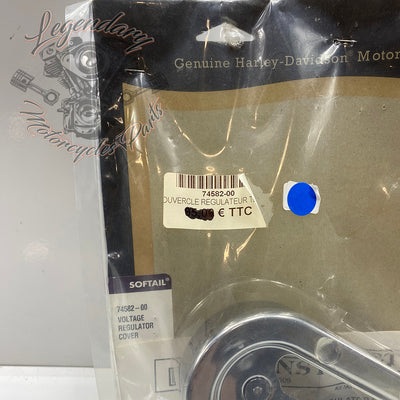 Legendary
Motorcycles Parts
Genuine Harley-Davidson Motor
74582-00
OUVERCLE REGULATEUR T
€ TTC
SOFTAIL
74582-00
VOLTAGE
REGULATOR
COVER